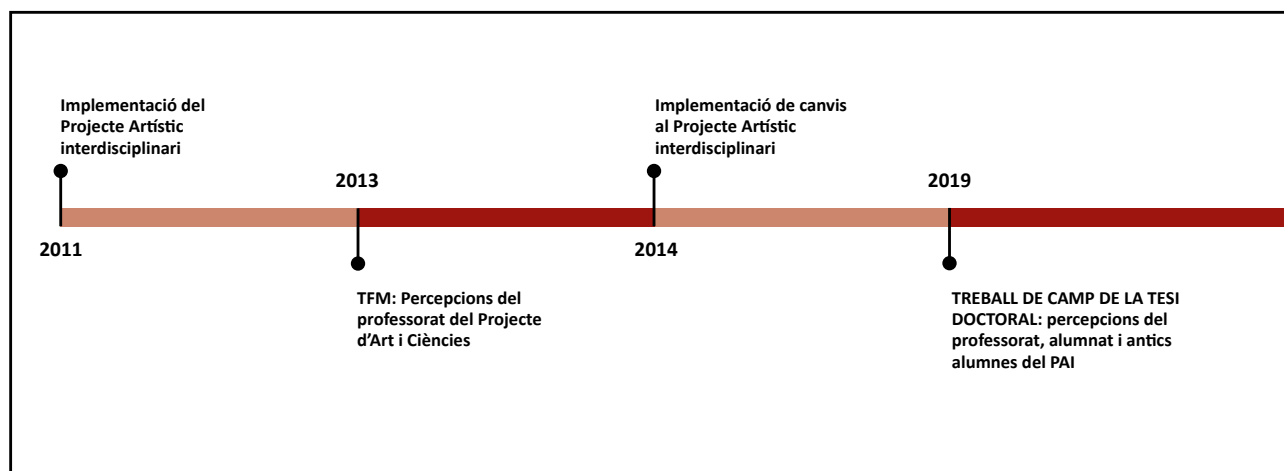 Implementació del
Projecte Artístic
interdisciplinari
2011
2013
TFM: Percepcions del
professorat del Projecte
d’Art i Ciències
Implementació de canvis
al Projecte Artístic
interdisciplinari
2014
2019
TREBALL DE CAMP DE LA TESI
DOCTORAL: percepcions del
professorat, alumnat i antics
alumnes del PAI